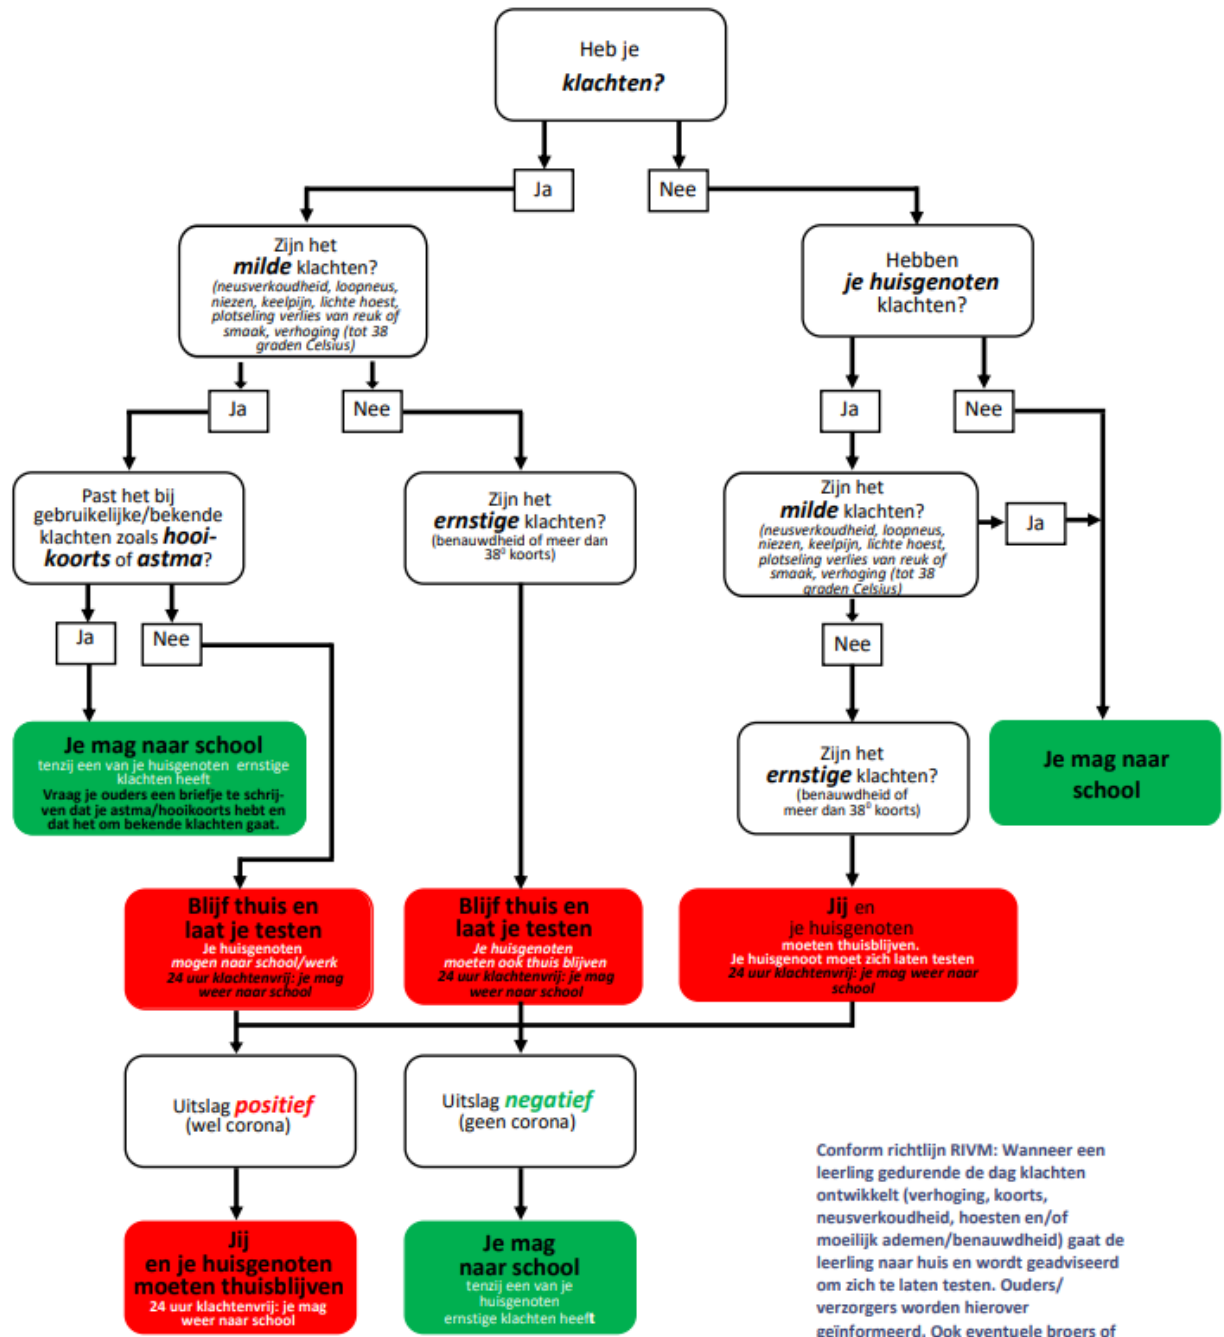 Heb je
klachten?
Ja
Nee
Zijn het
milde klachten?
(neusverkoudheid, loopneus,
niezen, keelpijn, lichte hoest,
plotseling verlies van reuk of
smaak, verhoging (tot 38
graden Celsius)
Hebben
je huisgenoten
klachten?
Ja
Nee
Ja
Nee
Past het bij
gebruikelijke/bekende
klachten zoals hooi-
koorts of astma?
Zijn het
ernstige klachten?
(benauwdheid of meer dan
38⁰ koorts)
Zijn het
milde klachten?
(neusverkoudheid, loopneus,
niezen, keelpijn, lichte hoest,
plotseling verlies van reuk of
smaak, verhoging (tot 38
graden Celsius)
Ja
Ja
Nee
Nee
Je mag naar school
tenzij een van je huisgenoten ernstige
klachten heeft
Vraag je ouders een briefje te schrij-
ven dat je astma/hooikoorts hebt en
dat het om bekende klachten gaat.
Zijn het
ernstige klachten?
(benauwdheid of
meer dan 38⁰ koorts)
Je mag naar
school
Blijf thuis en
laat je testen
Je huisgenoten
mogen naar school/werk
24 uur klachtenvrij: je mag
weer naar school
Blijf thuis en
laat je testen
Je huisgenoten
moeten ook thuis blijven
24 uur klachtenvrij: je mag
weer naar school
Jij en
je huisgenoten
moeten thuisblijven.
Je huisgenoot moet zich laten testen
24 uur klachtenvrij: je mag weer naar
school
Uitslag positief
(wel corona)
Uitslag negatief
(geen corona)
Jij
en je huisgenoten
moeten thuisblijven
24 uur klachtenvrij: je mag
weer naar school
Je mag
naar school
tenzij een van je
huisgenoten
ernstige klachten heeft
Conform richtlijn RIVM: Wanneer een
leerling gedurende de dag klachten
ontwikkelt (verhoging, koorts,
neusverkoudheid, hoesten en/of
moeilijk ademen/benauwdheid) gaat de
leerling naar huis en wordt geadviseerd
om zich te laten testen. Ouders/
verzorgers worden hierover
geïnformeerd. Ook eventuele broers of